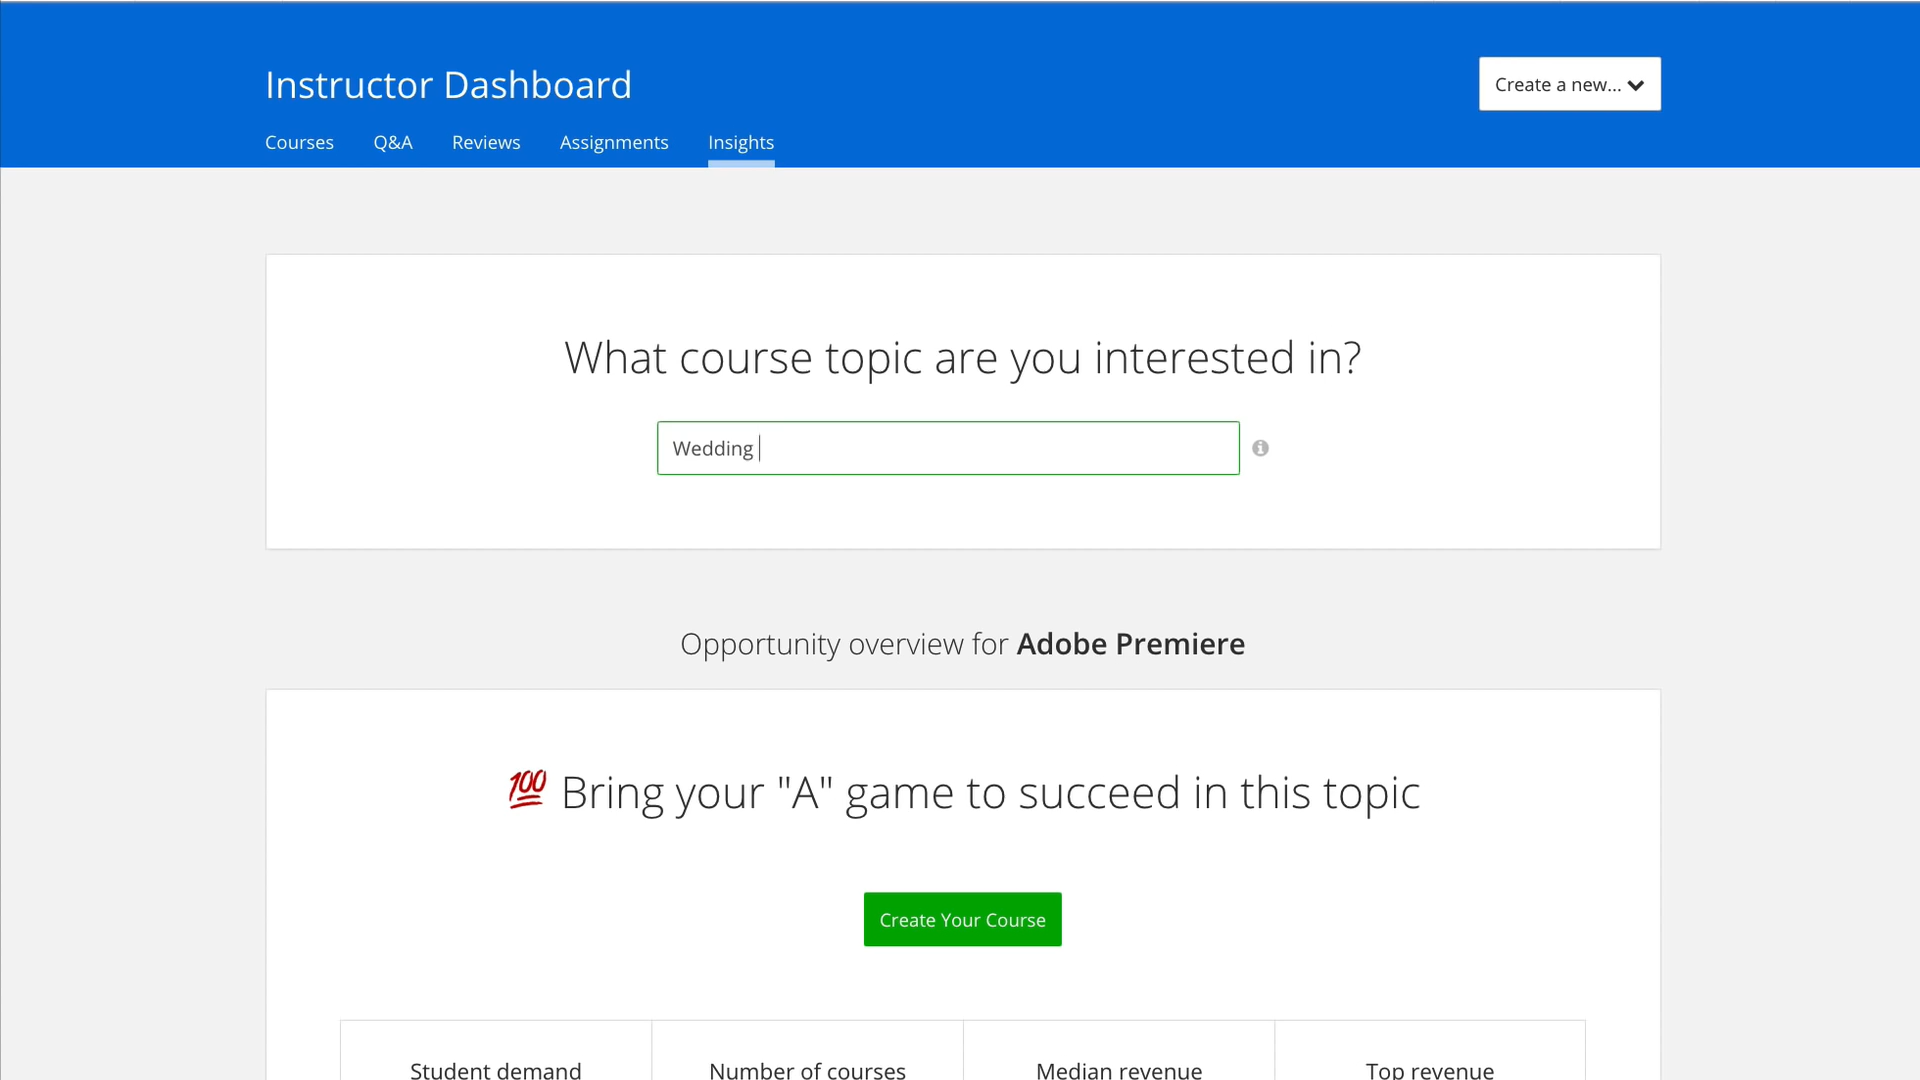 Instructor Dashboard
Create a new...
Courses Q&A Reviews Assignments Insights
What course topic are you interested in?
Wedding
Opportunity overview for Adobe Premiere
💯 Bring your "A" game to succeed in this topic
Create Your Course
Student demand Number of courses Median revenue Top revenue